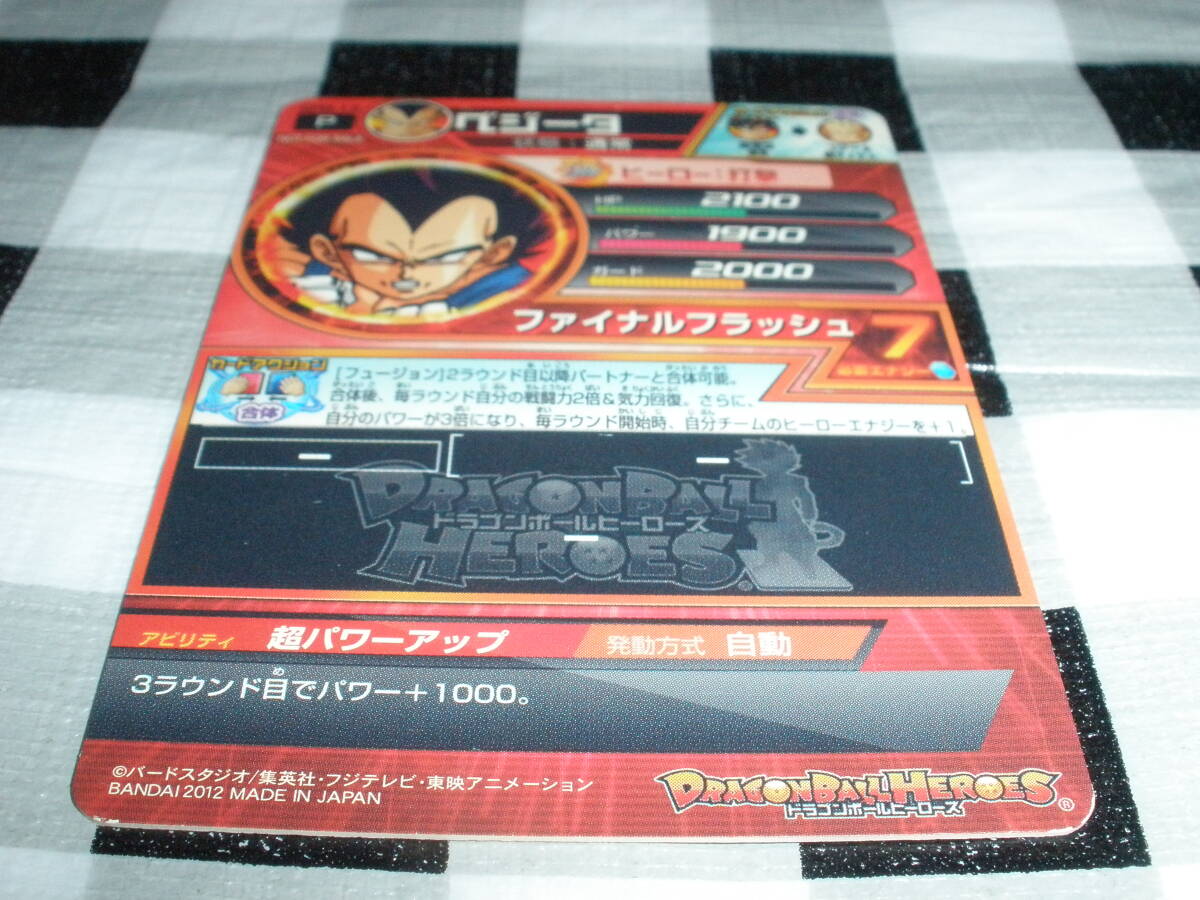 P
ベジータ
ヒーロー：打撃
HP 2100
パワー 1900
ガード 2000
ファイナルフラッシュ 7
必要エナジー
カードアクション
合体
[フュージョン]2ラウンド目以降パートナーと合体可能。
合体後、毎ラウンド自分の戦闘力2倍&気力回復。さらに、
自分のパワーが3倍になり、毎ラウンド開始時、自分チームのヒーローエナジーを+1。
DRAGON BALL
ドラゴンボールヒーローズ
HEROES
アビリティ 超パワーアップ 発動方式 自動
3ラウンド目でパワー+1000。
©バードスタジオ/集英社・フジテレビ・東映アニメーション
BANDAI 2012 MADE IN JAPAN
DRAGON BALL HEROES
ドラゴンボールヒーローズ